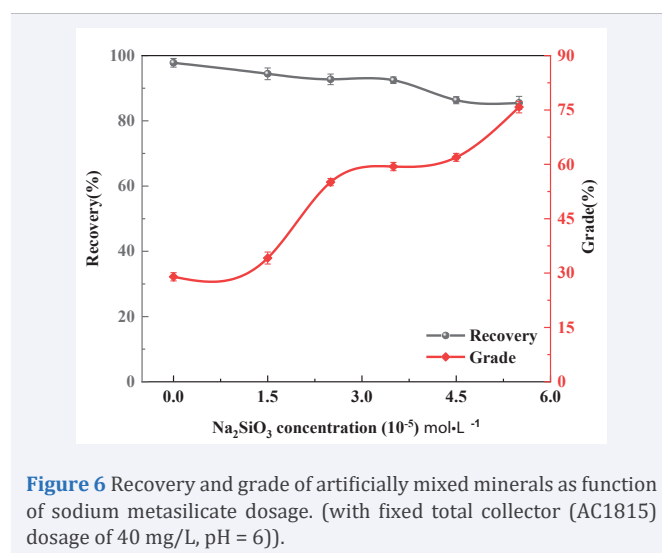 100
80
60
40
20
0
Recovery(%)
90
75
60
45
30
15
0
Grade(%)
Recovery
Grade
0.0 1.5 3.0 4.5 6.0
Na₂SiO₃ concentration (10⁻⁵) mol•L ⁻¹
Figure 6 Recovery and grade of artificially mixed minerals as function
of sodium metasilicate dosage. (with fixed total collector (AC1815)
dosage of 40 mg/L, pH = 6)).